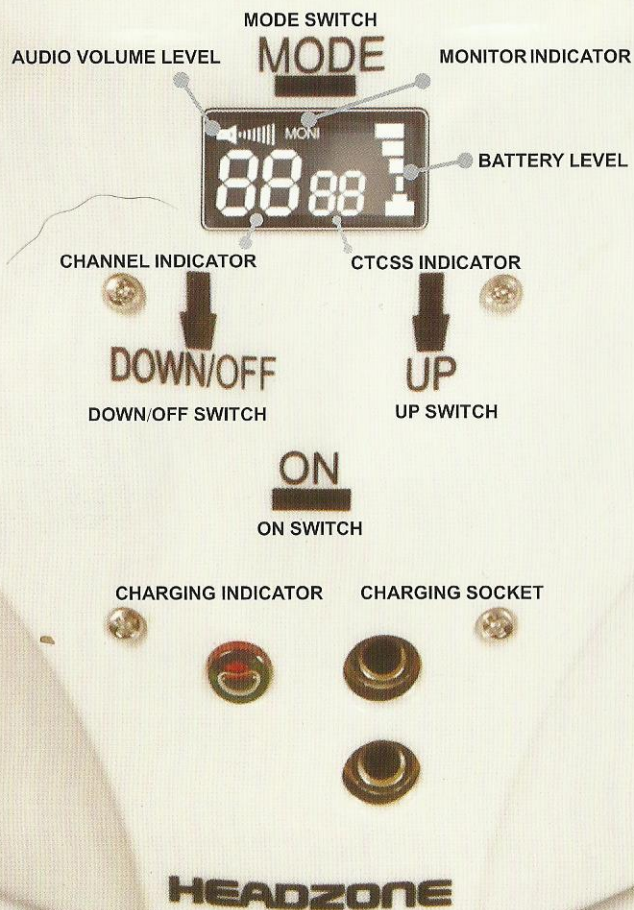 MODE SWITCH
AUDIO VOLUME LEVEL
MODE
MONITOR INDICATOR
MONI
88 88
BATTERY LEVEL
CHANNEL INDICATOR
CTCSS INDICATOR
DOWN/OFF
UP
DOWN/OFF SWITCH
UP SWITCH
ON
ON SWITCH
CHARGING INDICATOR
CHARGING SOCKET
HEADZONE